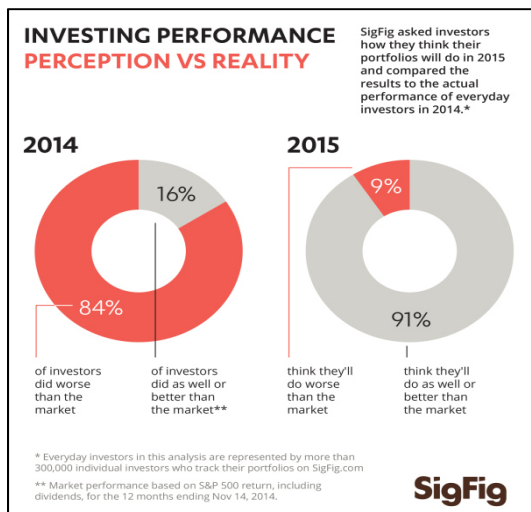 INVESTING PERFORMANCE
PERCEPTION VS REALITY
SigFig asked investors
how they think their
portfolios will do in 2015
and compared the
results to the actual
performance of everyday
investors in 2014.*
2014
16%
84%
of investors
did worse
than the
market
of investors
did as well or
better than
the market**
2015
9%
91%
think they'll
do worse
than the
market
think they'll
do as well or
better than
the market
* Everyday investors in this analysis are represented by more than
300,000 individual investors who track their portfolios on SigFig.com
** Market performance based on S&P 500 return, including
dividends, for the 12 months ending Nov 14, 2014.
SigFig